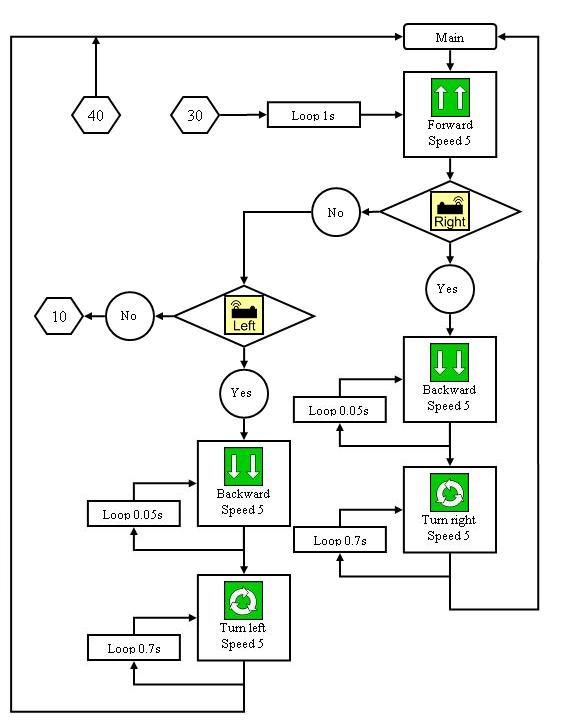 Main
40
30
Loop 1s
Forward
Speed 5
No
Right
Yes
10
No
Left
Yes
Backward
Speed 5
Loop 0.05s
Backward
Speed 5
Loop 0.05s
Turn right
Speed 5
Loop 0.7s
Turn left
Speed 5
Loop 0.7s